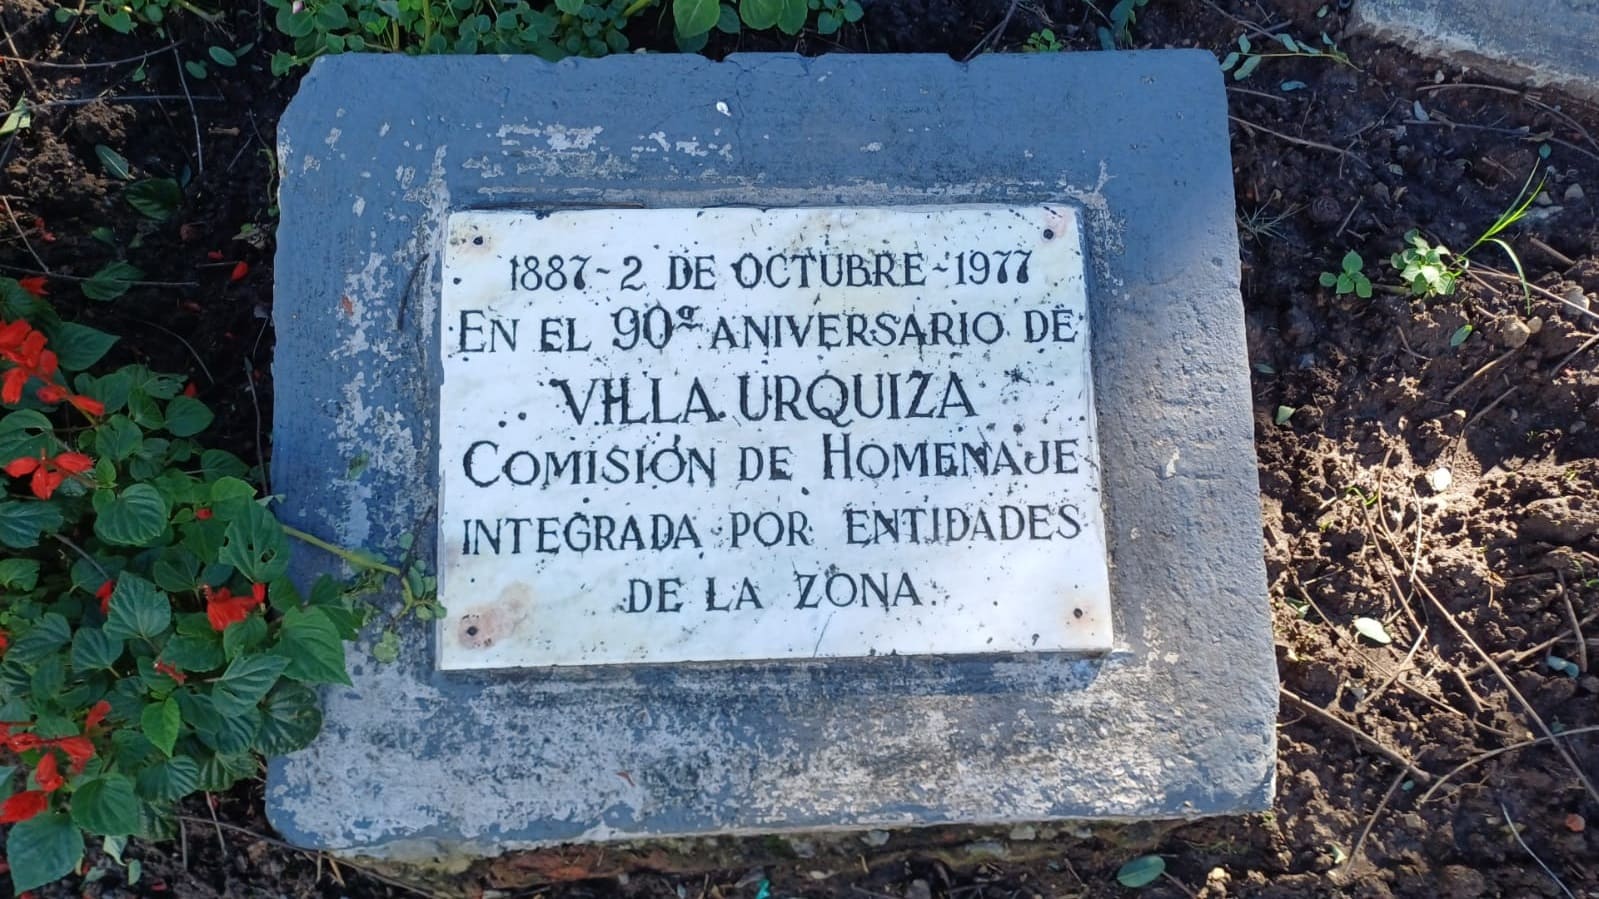 1887-2 DE OCTUBRE-1977
EN EL 90º ANIVERSARIO DE
VILLA URQUIZA
COMISIÓN DE HOMENAJE
INTEGRADA POR ENTIDADES
DE LA ZONA.